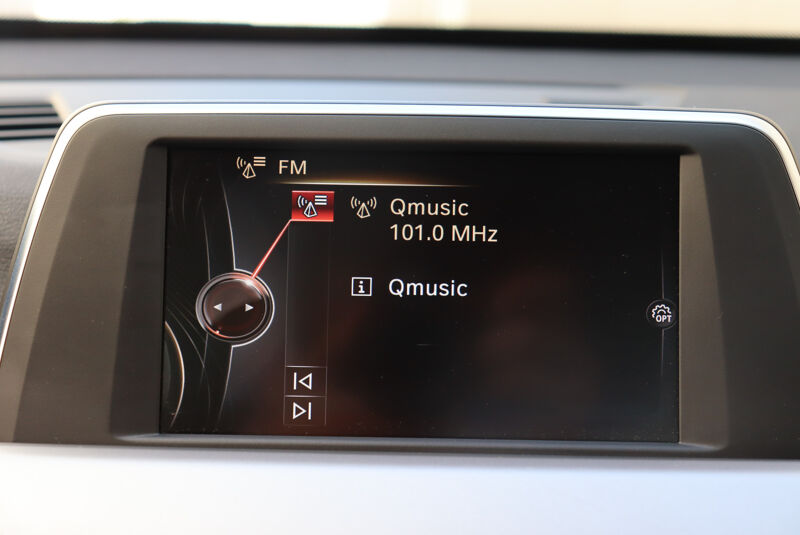 FM
Qmusic
101.0 MHz
i Qmusic
OPT